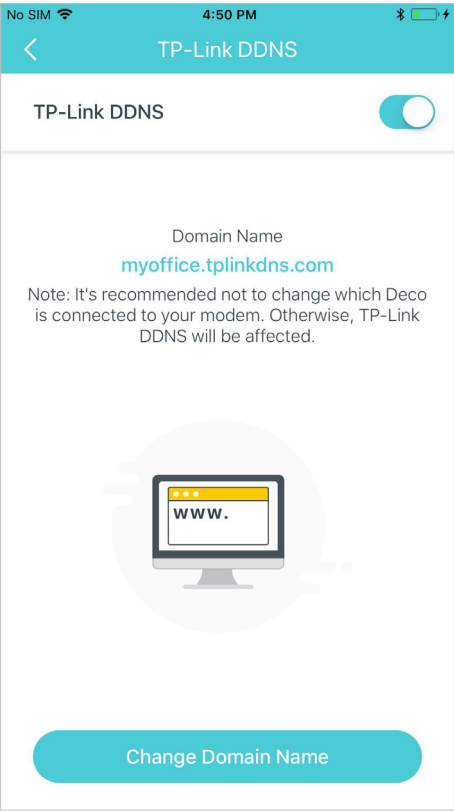 No SIM 4:50 PM
TP-Link DDNS
TP-Link DDNS
Domain Name
myoffice.tplinkdns.com
Note: It's recommended not to change which Deco
is connected to your modem. Otherwise, TP-Link
DDNS will be affected.
www.
Change Domain Name